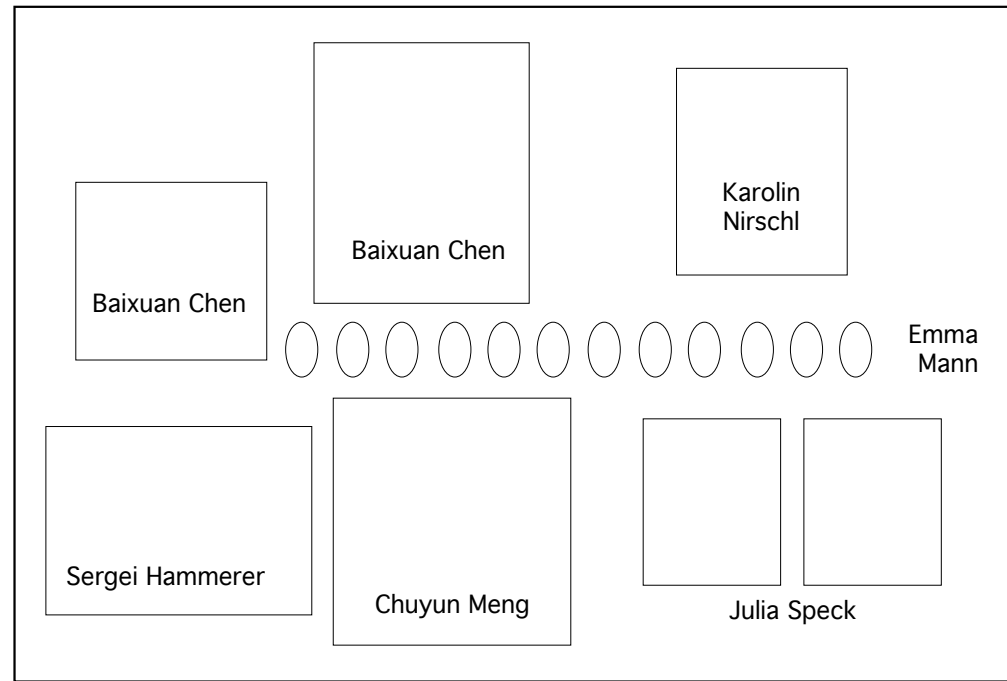 Baixuan Chen
Karolin
Nirschl
Baixuan Chen
Emma
Mann
Sergei Hammerer
Chuyun Meng
Julia Speck